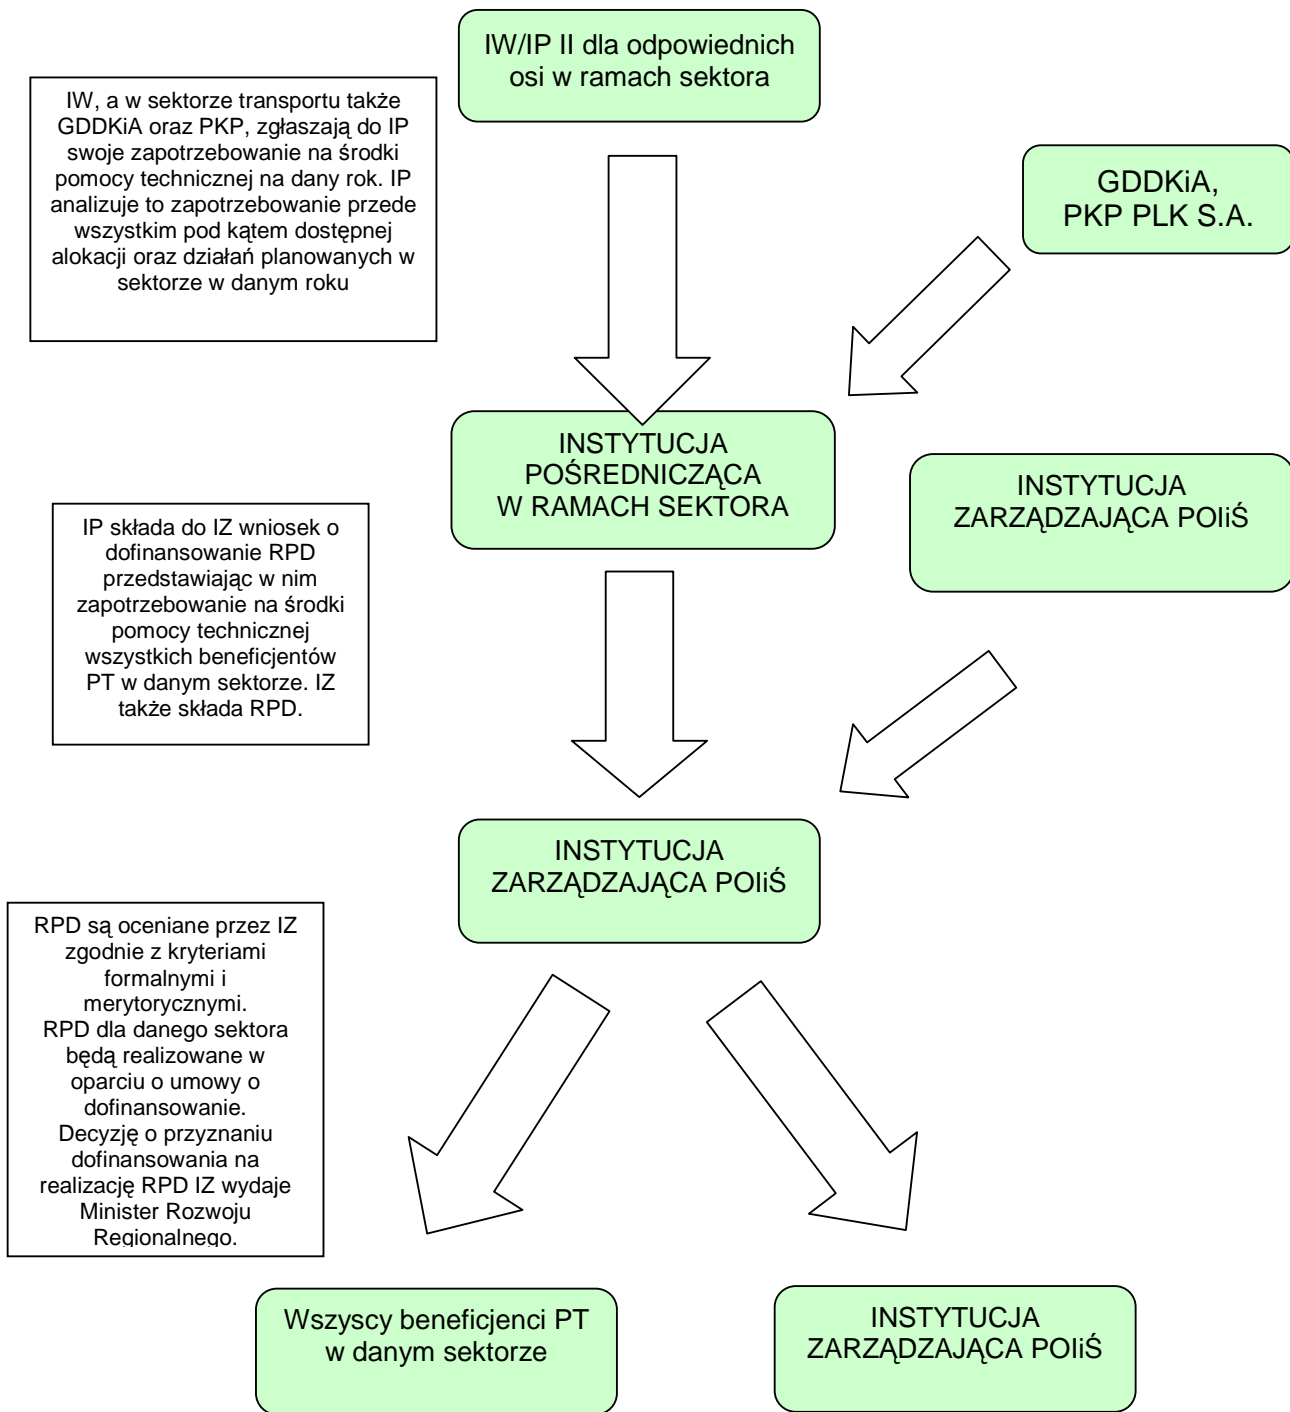 IW/IP II dla odpowiednich
osi w ramach sektora
IW, a w sektorze transportu także
GDDKiA oraz PKP, zgłaszają do IP
swoje zapotrzebowanie na środki
pomocy technicznej na dany rok. IP
analizuje to zapotrzebowanie przede
wszystkim pod kątem dostępnej
alokacji oraz działań planowanych w
sektorze w danym roku
GDDKiA,
PKP PLK S.A.
INSTYTUCJA
POŚREDNICZĄCA
W RAMACH SEKTORA
INSTYTUCJA
ZARZĄDZAJĄCA POIiŚ
IP składa do IZ wniosek o
dofinansowanie RPD
przedstawiając w nim
zapotrzebowanie na środki
pomocy technicznej
wszystkich beneficjentów
PT w danym sektorze. IZ
także składa RPD.
INSTYTUCJA
ZARZĄDZAJĄCA POIiŚ
RPD są oceniane przez IZ
zgodnie z kryteriami
formalnymi i
merytorycznymi.
RPD dla danego sektora
będą realizowane w
oparciu o umowy o
dofinansowanie.
Decyzję o przyznaniu
dofinansowania na
realizację RPD IZ wydaje
Minister Rozwoju
Regionalnego.
Wszyscy beneficjenci PT
w danym sektorze
INSTYTUCJA
ZARZĄDZAJĄCA POIiŚ